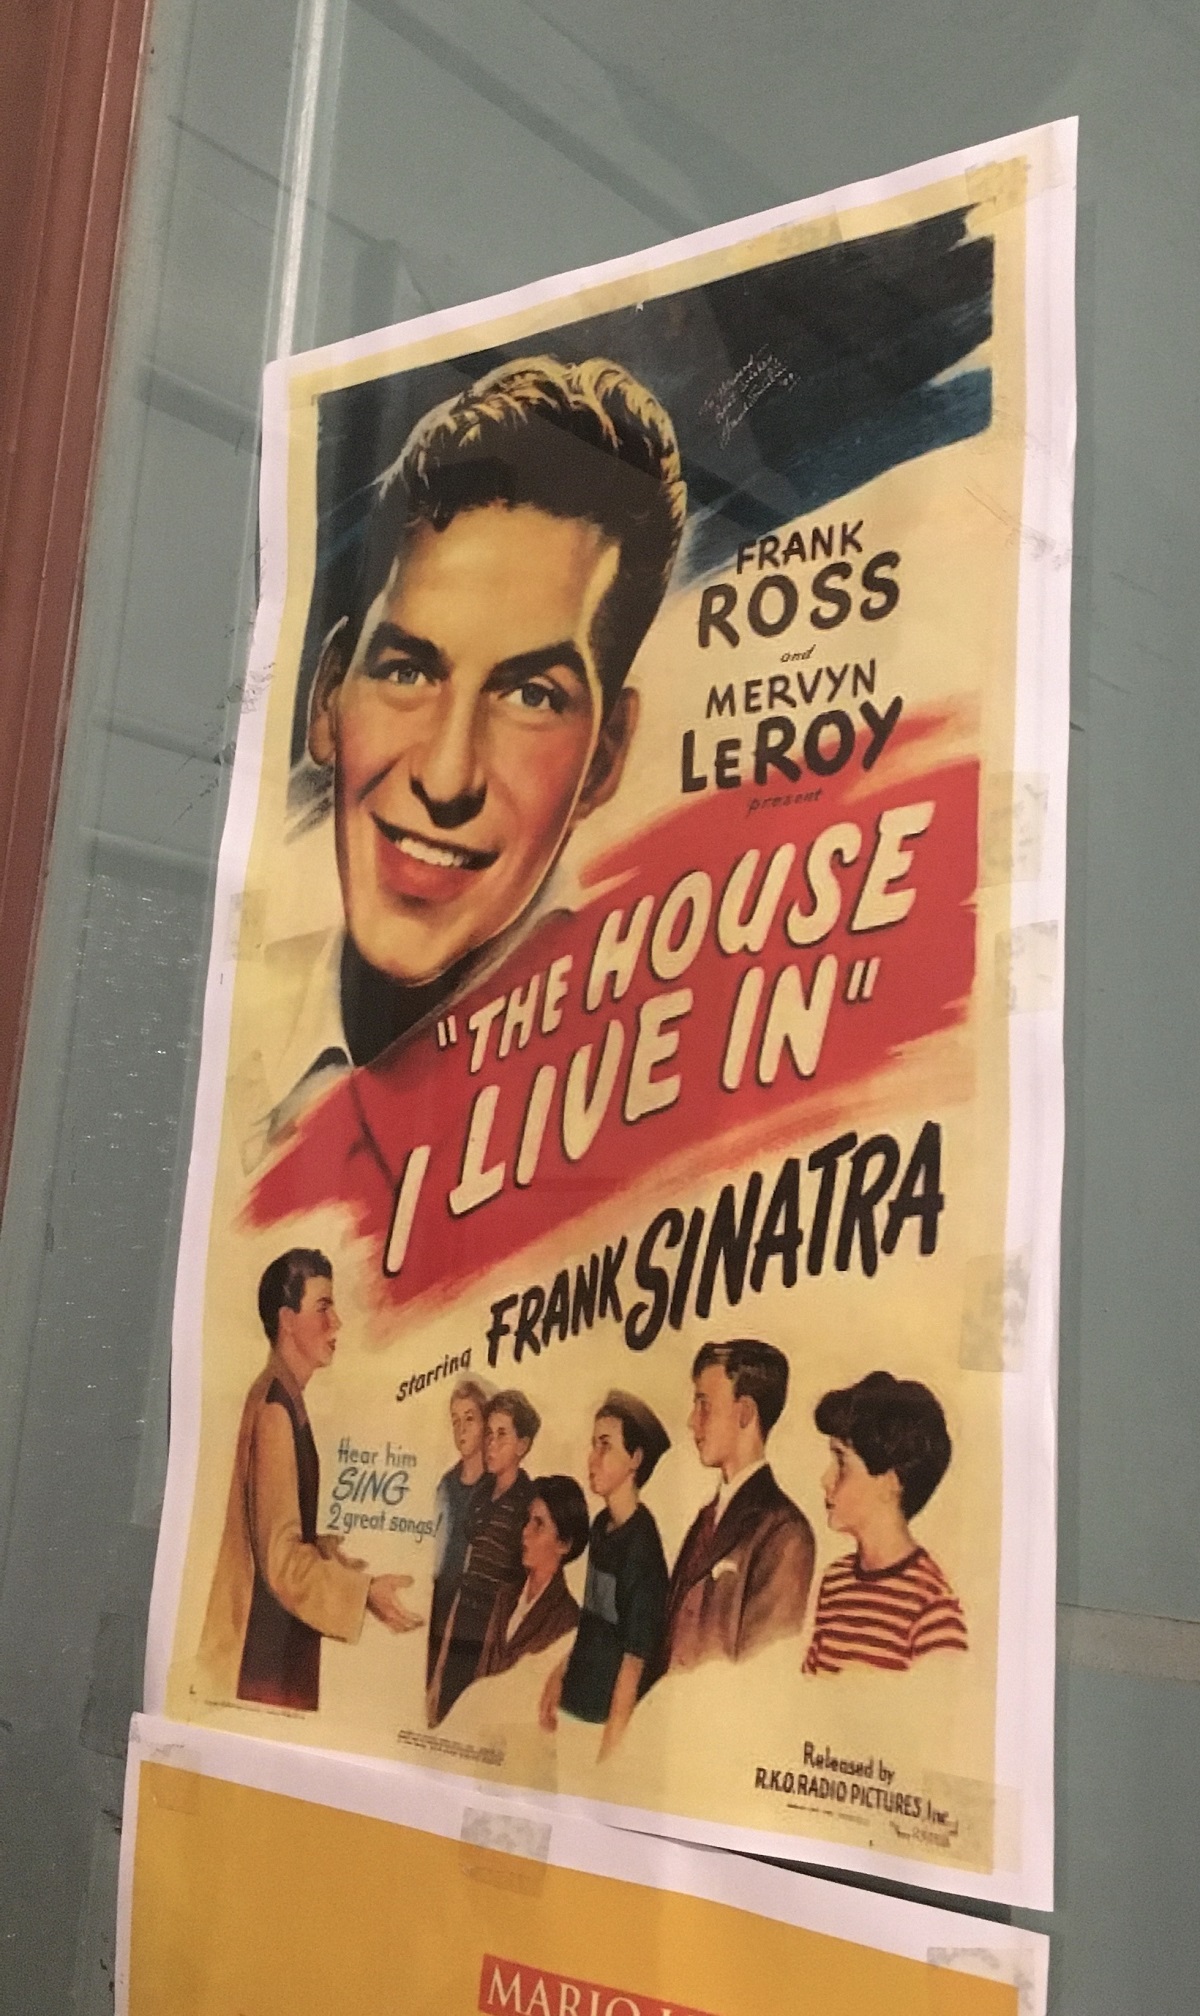 FRANK
ROSS
and
MERVYN
LEROY
present
"THE HOUSE
I LIVE IN"
starring FRANK SINATRA
Hear him
SING
2 great songs!
Released by
R.K.O. RADIO PICTURES, Inc.
MARIO